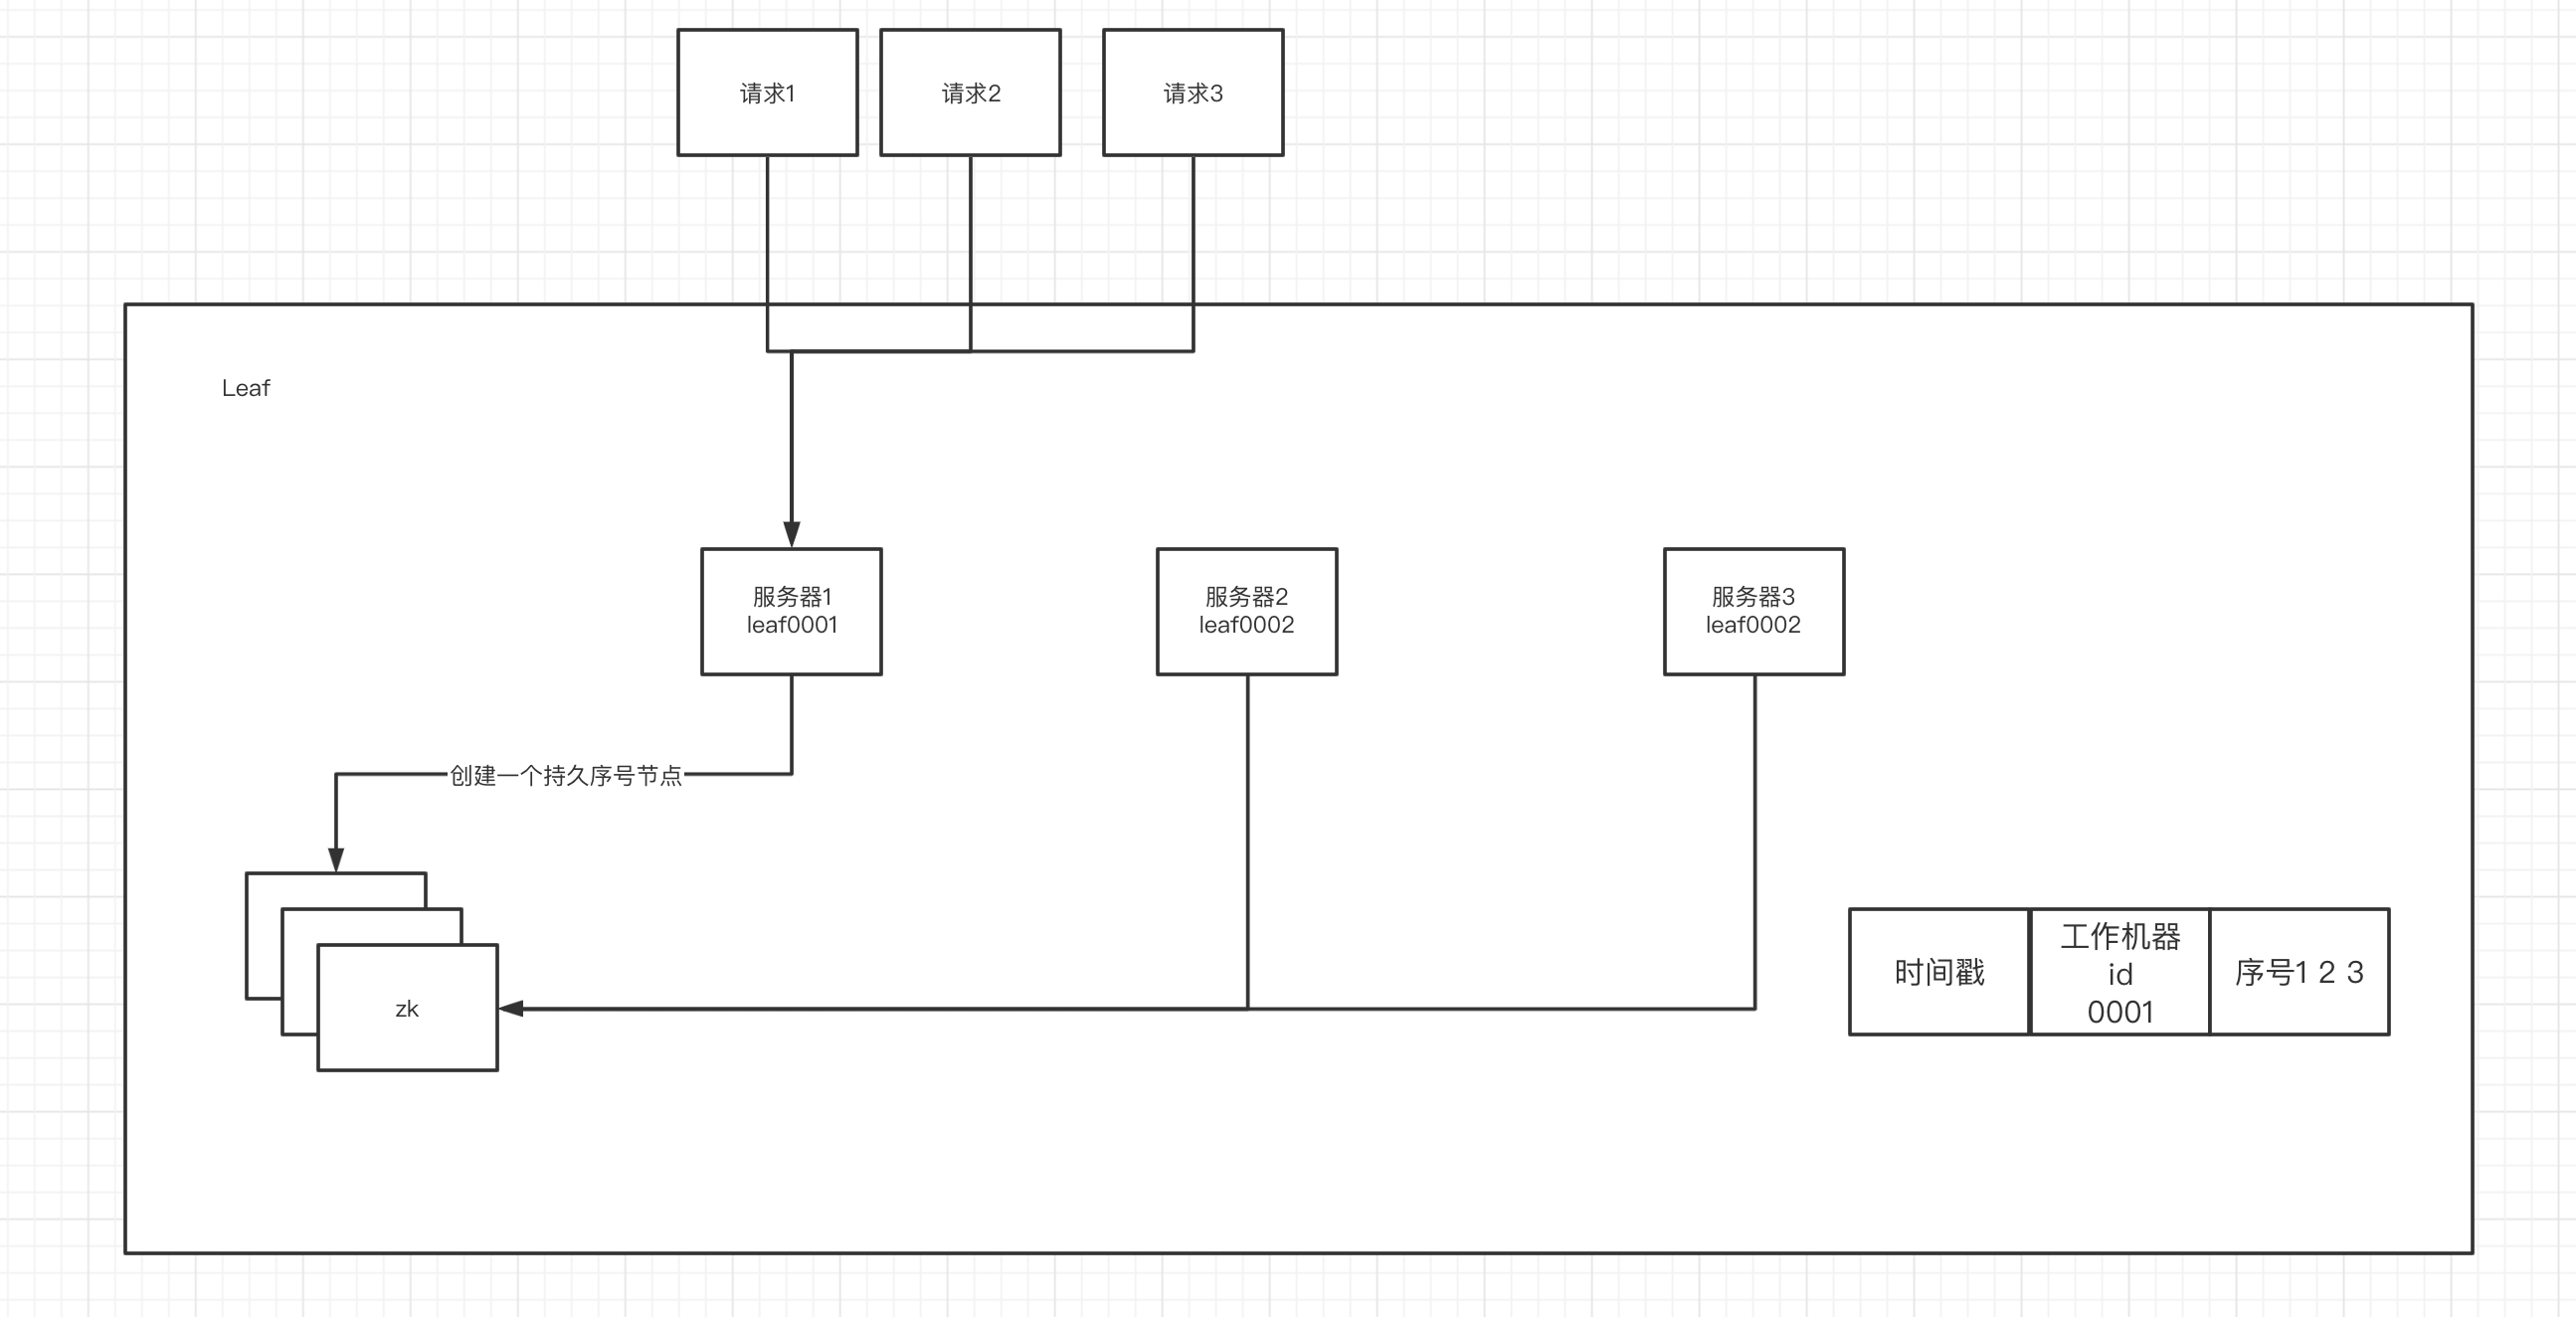 请求1
请求2
请求3
Leaf
服务器1
leaf0001
服务器2
leaf0002
服务器3
leaf0002
创建一个持久序号节点
zk
时间戳
工作机器
id
0001
序号1 2 3